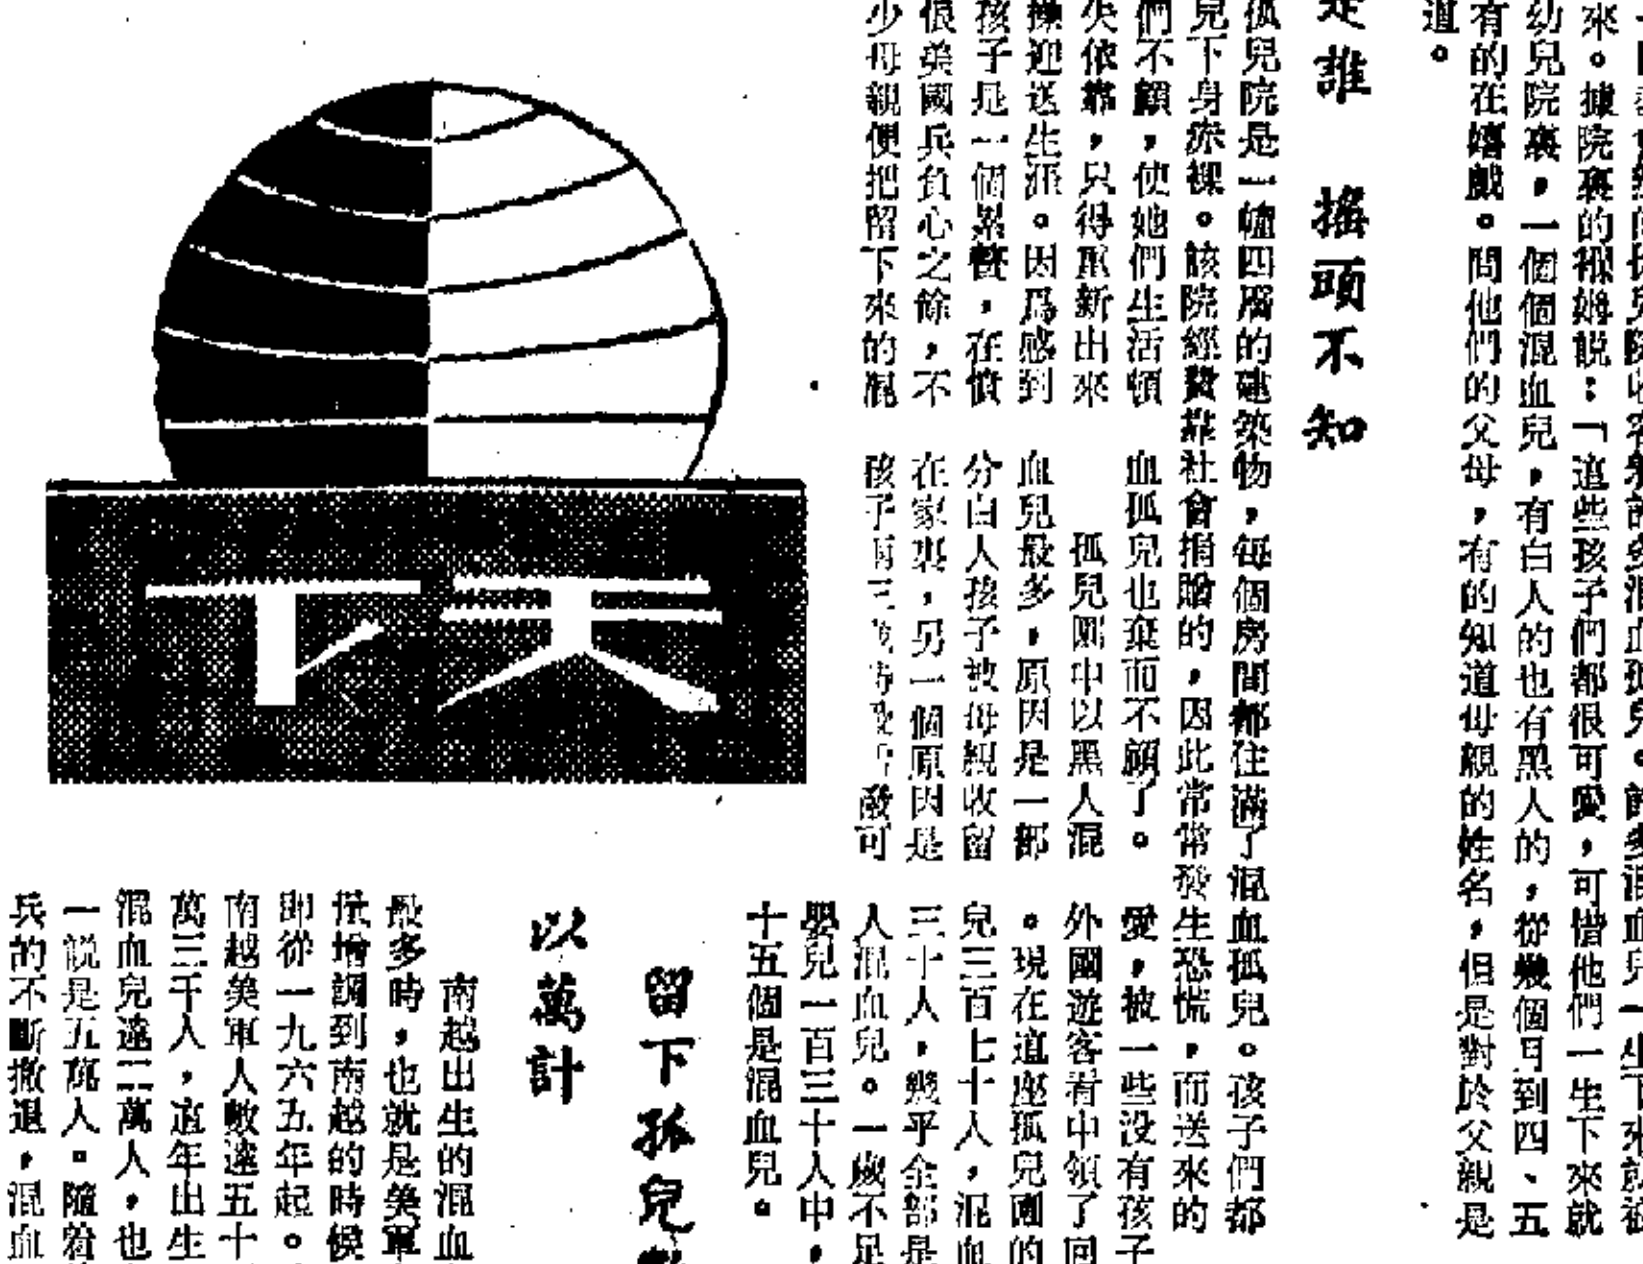 來。據院裏的褓姆說：「這些孩子們都很可愛，可惜他們一生下來就
幼兒院裏，一個個混血兒，有白人的也有黑人的，從幾個月到四、五
有的在嬉戲。問他們的父母，有的知道母親的姓名，但是對於父親是
道。
是誰　搖頭不知
孤兒院是一幢四層的建築物，每個房間都住滿了混血孤兒。孩子們都
兒下身赤裸。該院經費靠社會捐贈的，因此常常發生恐慌，而送來的
們不顧，使她們生活頓
失依靠，只得重新出來
操迎送生涯。因爲感到
孩子是一個累贅，在憤
恨美國兵負心之餘，不
少母親便把留下來的混
血孤兒也棄而不顧了。
孤兒園中以黑人混
血兒最多，原因是一部
分白人孩子被母親收留
在家裏，另一個原因是
孩子兩三 可
愛，被一些没有孩子
外國遊客看中領了回
。現在這座孤兒園的
兒三百七十人，混血
三十人，幾乎全部是
人混血兒。一歲不足
嬰兒一百三十人中，
十五個是混血兒。
天下
留下孤兒
以萬計
南越出生的混血
最多時，也就是美軍
增調到南越的時候
即從一九六五年起。
南越美軍人數達五十
萬三千人，這年出生
混血兒達二萬人，也
一說是五萬人。隨着
兵的不斷撤退，混血